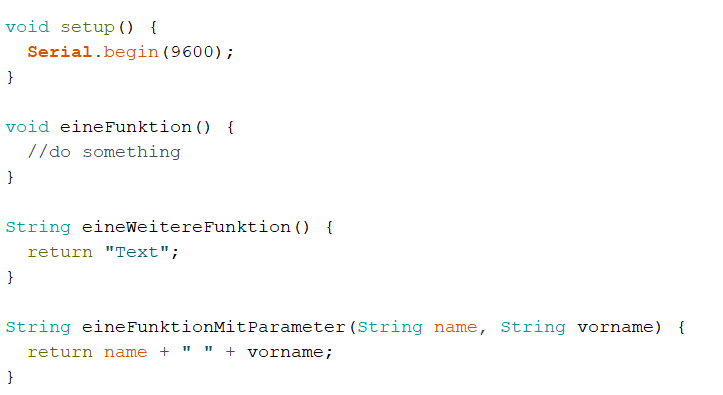 void setup() {
  Serial.begin(9600);
}

void eineFunktion() {
  //do something
}

String eineWeitereFunktion() {
  return "Text";
}

String eineFunktionMitParameter(String name, String vorname) {
  return name + " " + vorname;
}